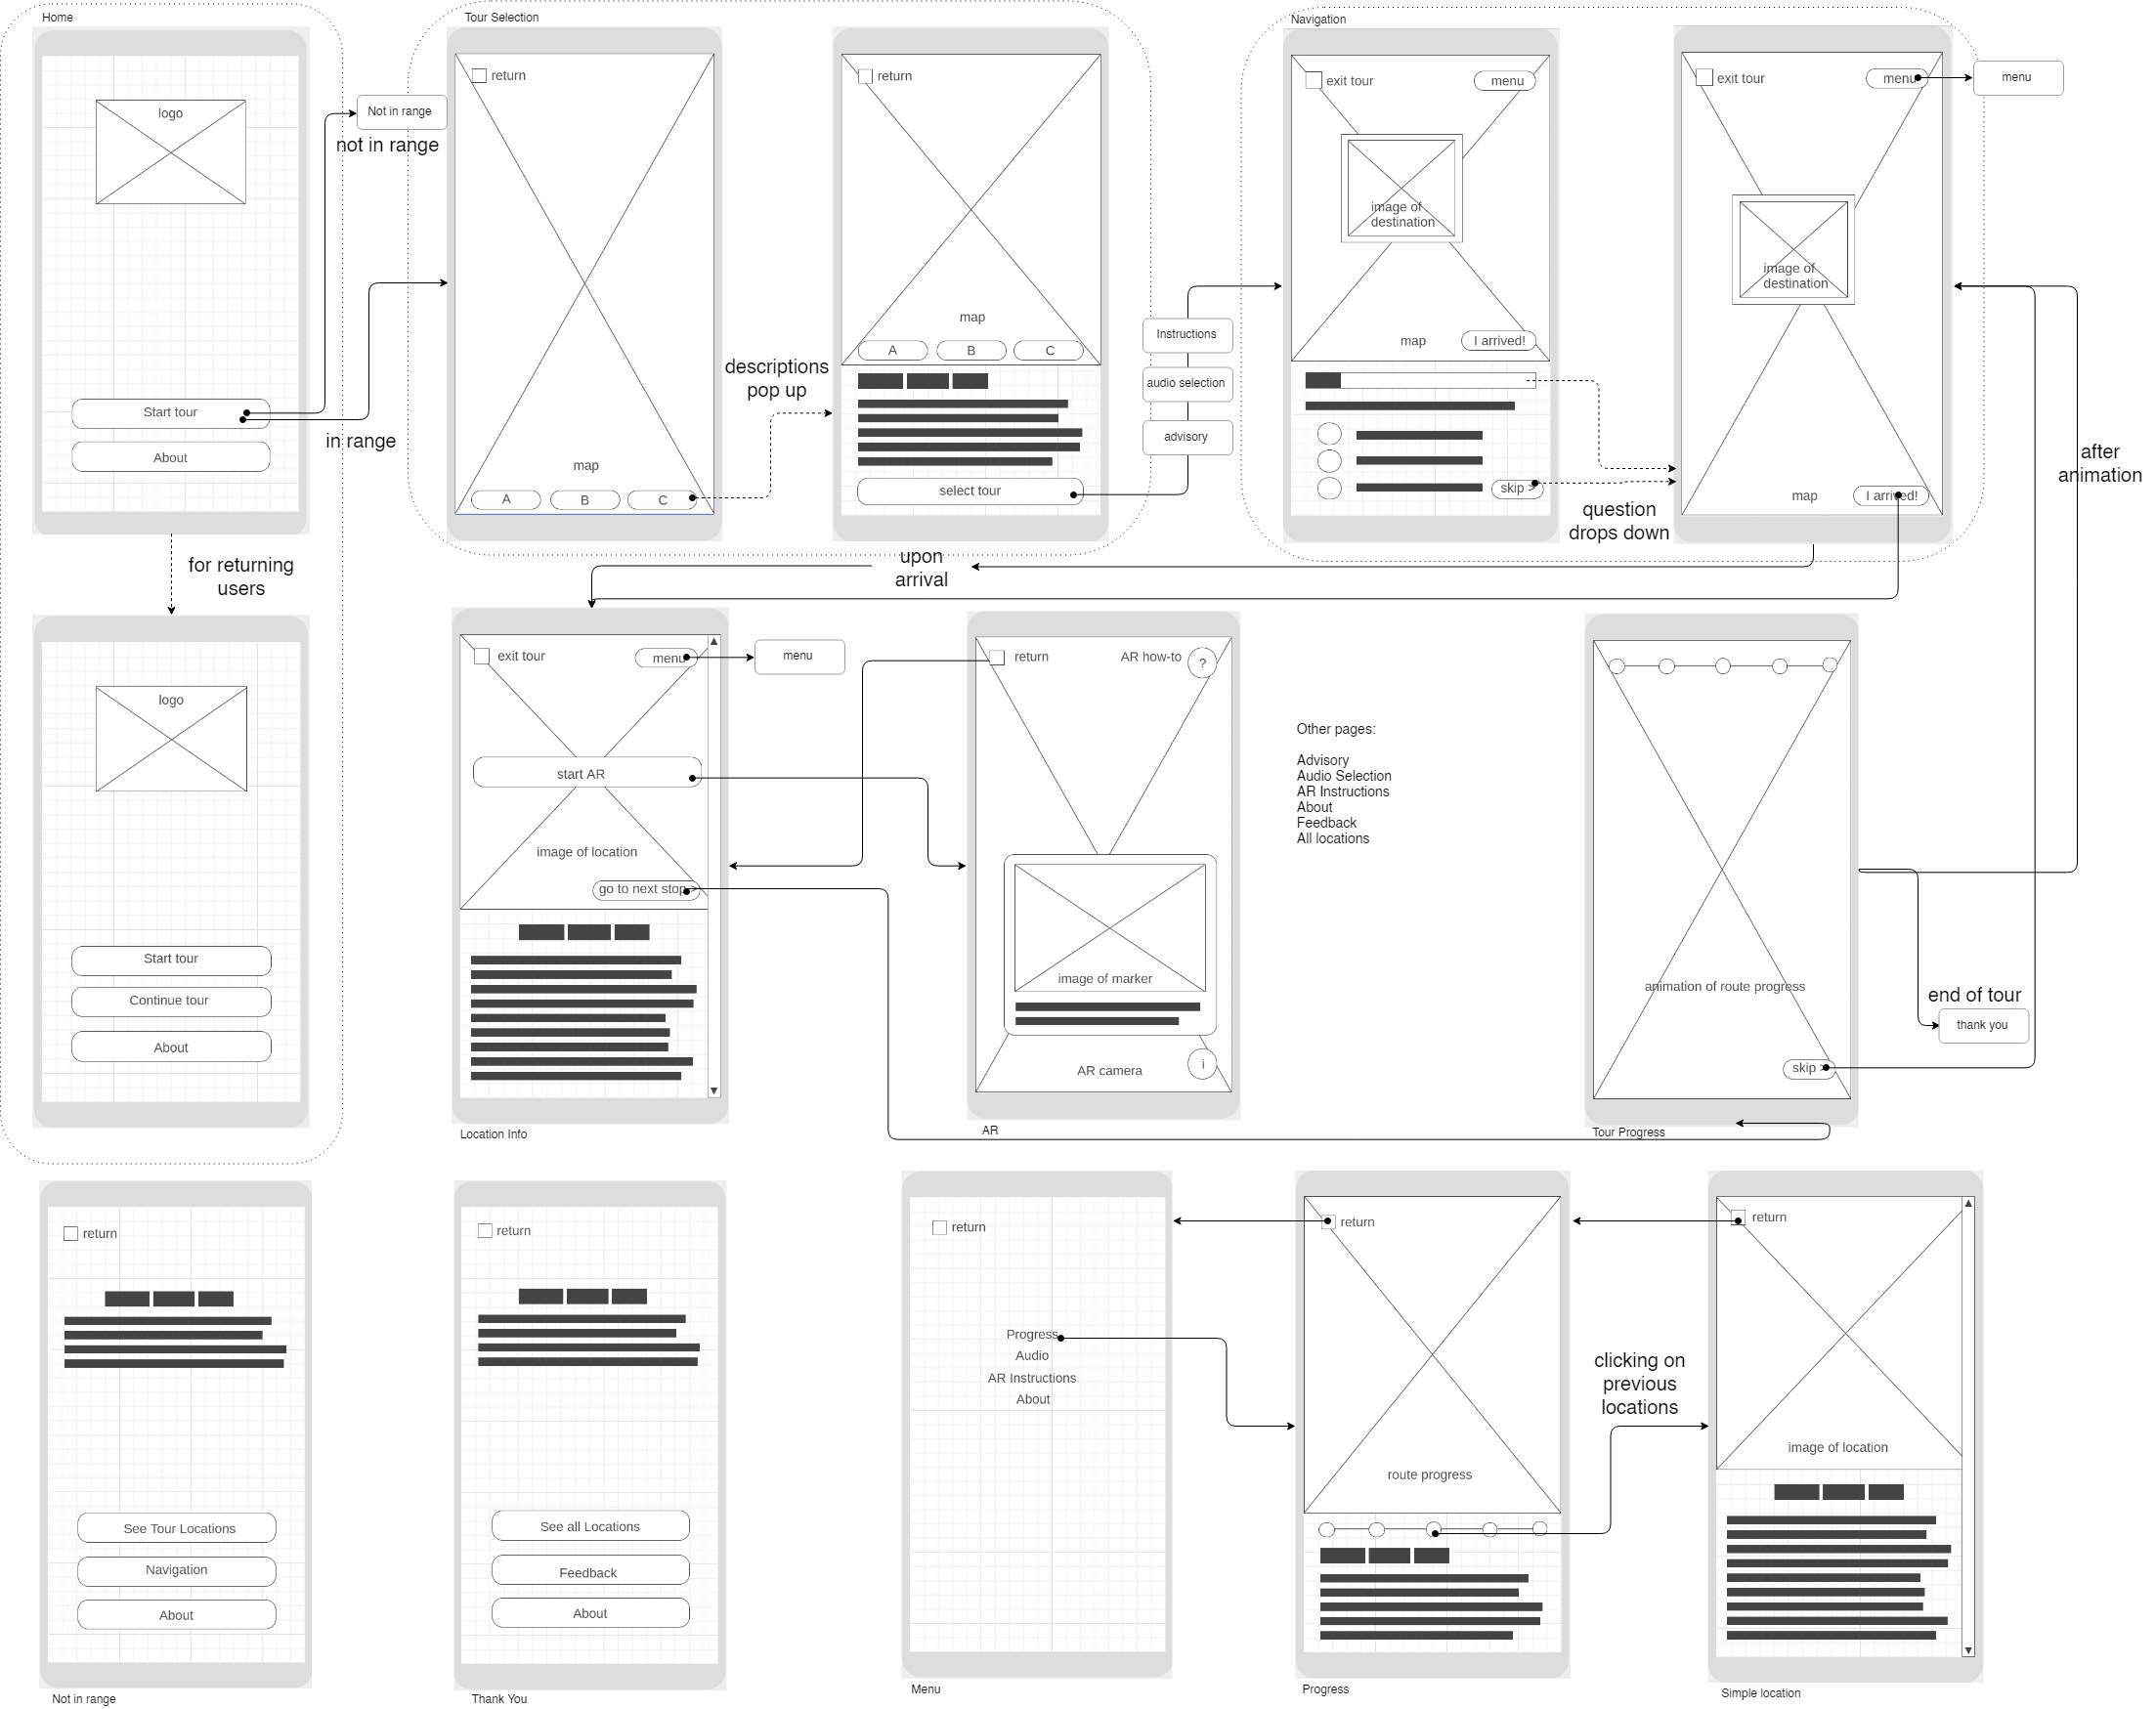 Home
logo
Start tour
About
Not in range
not in range
in range
for returning
users
logo
Start tour
Continue tour
About
Tour Selection
return
map
A
B
C
descriptions
pop up
return
map
A
B
C
select tour
Instructions
audio selection
advisory
Navigation
exit tour
menu
image of
destination
map
I arrived!
skip >
question
drops down
exit tour
menu
image of
destination
map
I arrived!
menu
after
animation
upon
arrival
exit tour
menu
start AR
image of location
go to next stop >
Location Info
menu
return
AR how-to
?
image of marker
AR camera
i
AR
Other pages:
Advisory
Audio Selection
AR Instructions
About
Feedback
All locations
animation of route progress
skip >
Tour Progress
end of tour
thank you
return
See Tour Locations
Navigation
About
Not in range
return
See all Locations
Feedback
About
Thank You
return
Progress
Audio
AR Instructions
About
Menu
return
route progress
Progress
clicking on
previous
locations
return
image of location
Simple location